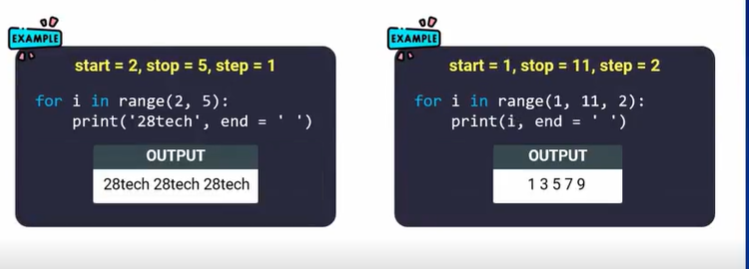 EXAMPLE
start = 2, stop = 5, step = 1
for i in range(2, 5):
    print('28tech', end = ' ')
OUTPUT
28tech 28tech 28tech
EXAMPLE
start = 1, stop = 11, step = 2
for i in range(1, 11, 2):
    print(i, end = ' ')
OUTPUT
1 3 5 7 9